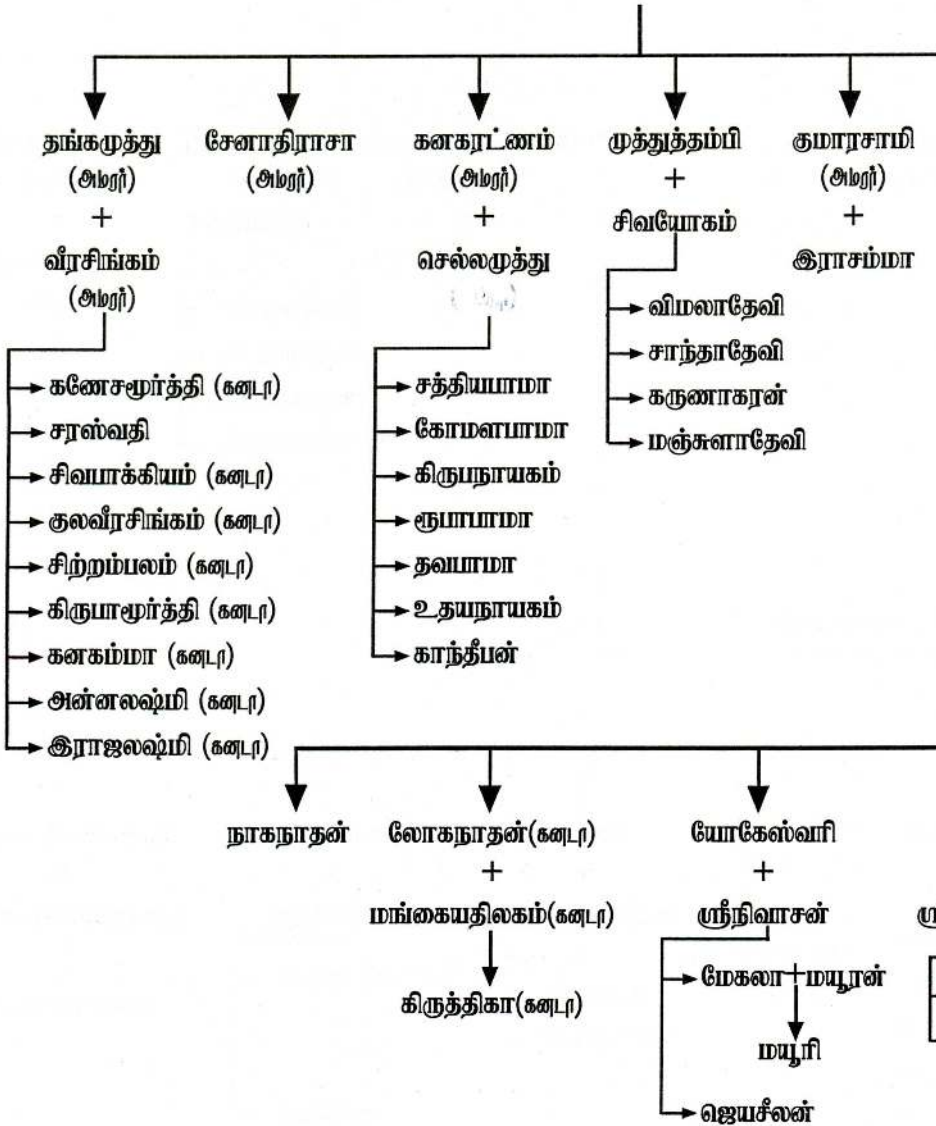 தங்கமுத்து
(அமரர்)
+
வீரசிங்கம்
(அமரர்)
கணேசமூர்த்தி (கனடா)
சரஸ்வதி
சிவபாக்கியம் (கனடா)
குலவீரசிங்கம் (கனடா)
சிற்றம்பலம் (கனடா)
கிருபாமூர்த்தி (கனடா)
கனகம்மா (கனடா)
அன்னலஷ்மி (கனடா)
இராஜலஷ்மி (கனடா)
சேனாதிராசா
(அமரர்)
கனகரட்ணம்
(அமரர்)
+
செல்லமுத்து
சத்தியபாமா
கோமளபாமா
கிருபநாயகம்
ரூபாபாமா
தவபாமா
உதயநாயகம்
காந்தீபன்
முத்துத்தம்பி
+
சிவயோகம்
விமலாதேவி
சாந்தாதேவி
கருணாகரன்
மஞ்சுளாதேவி
குமாரசாமி
(அமரர்)
+
இராசம்மா
நாகநாதன்
லோகநாதன்(கனடா)
+
மங்கையதிலகம்(கனடா)
கிருத்திகா(கனடா)
யோகேஸ்வரி
+
ஸ்ரீநிவாசன்
மேகலா+மயூரன்
மயூரி
ஜெயசீலன்